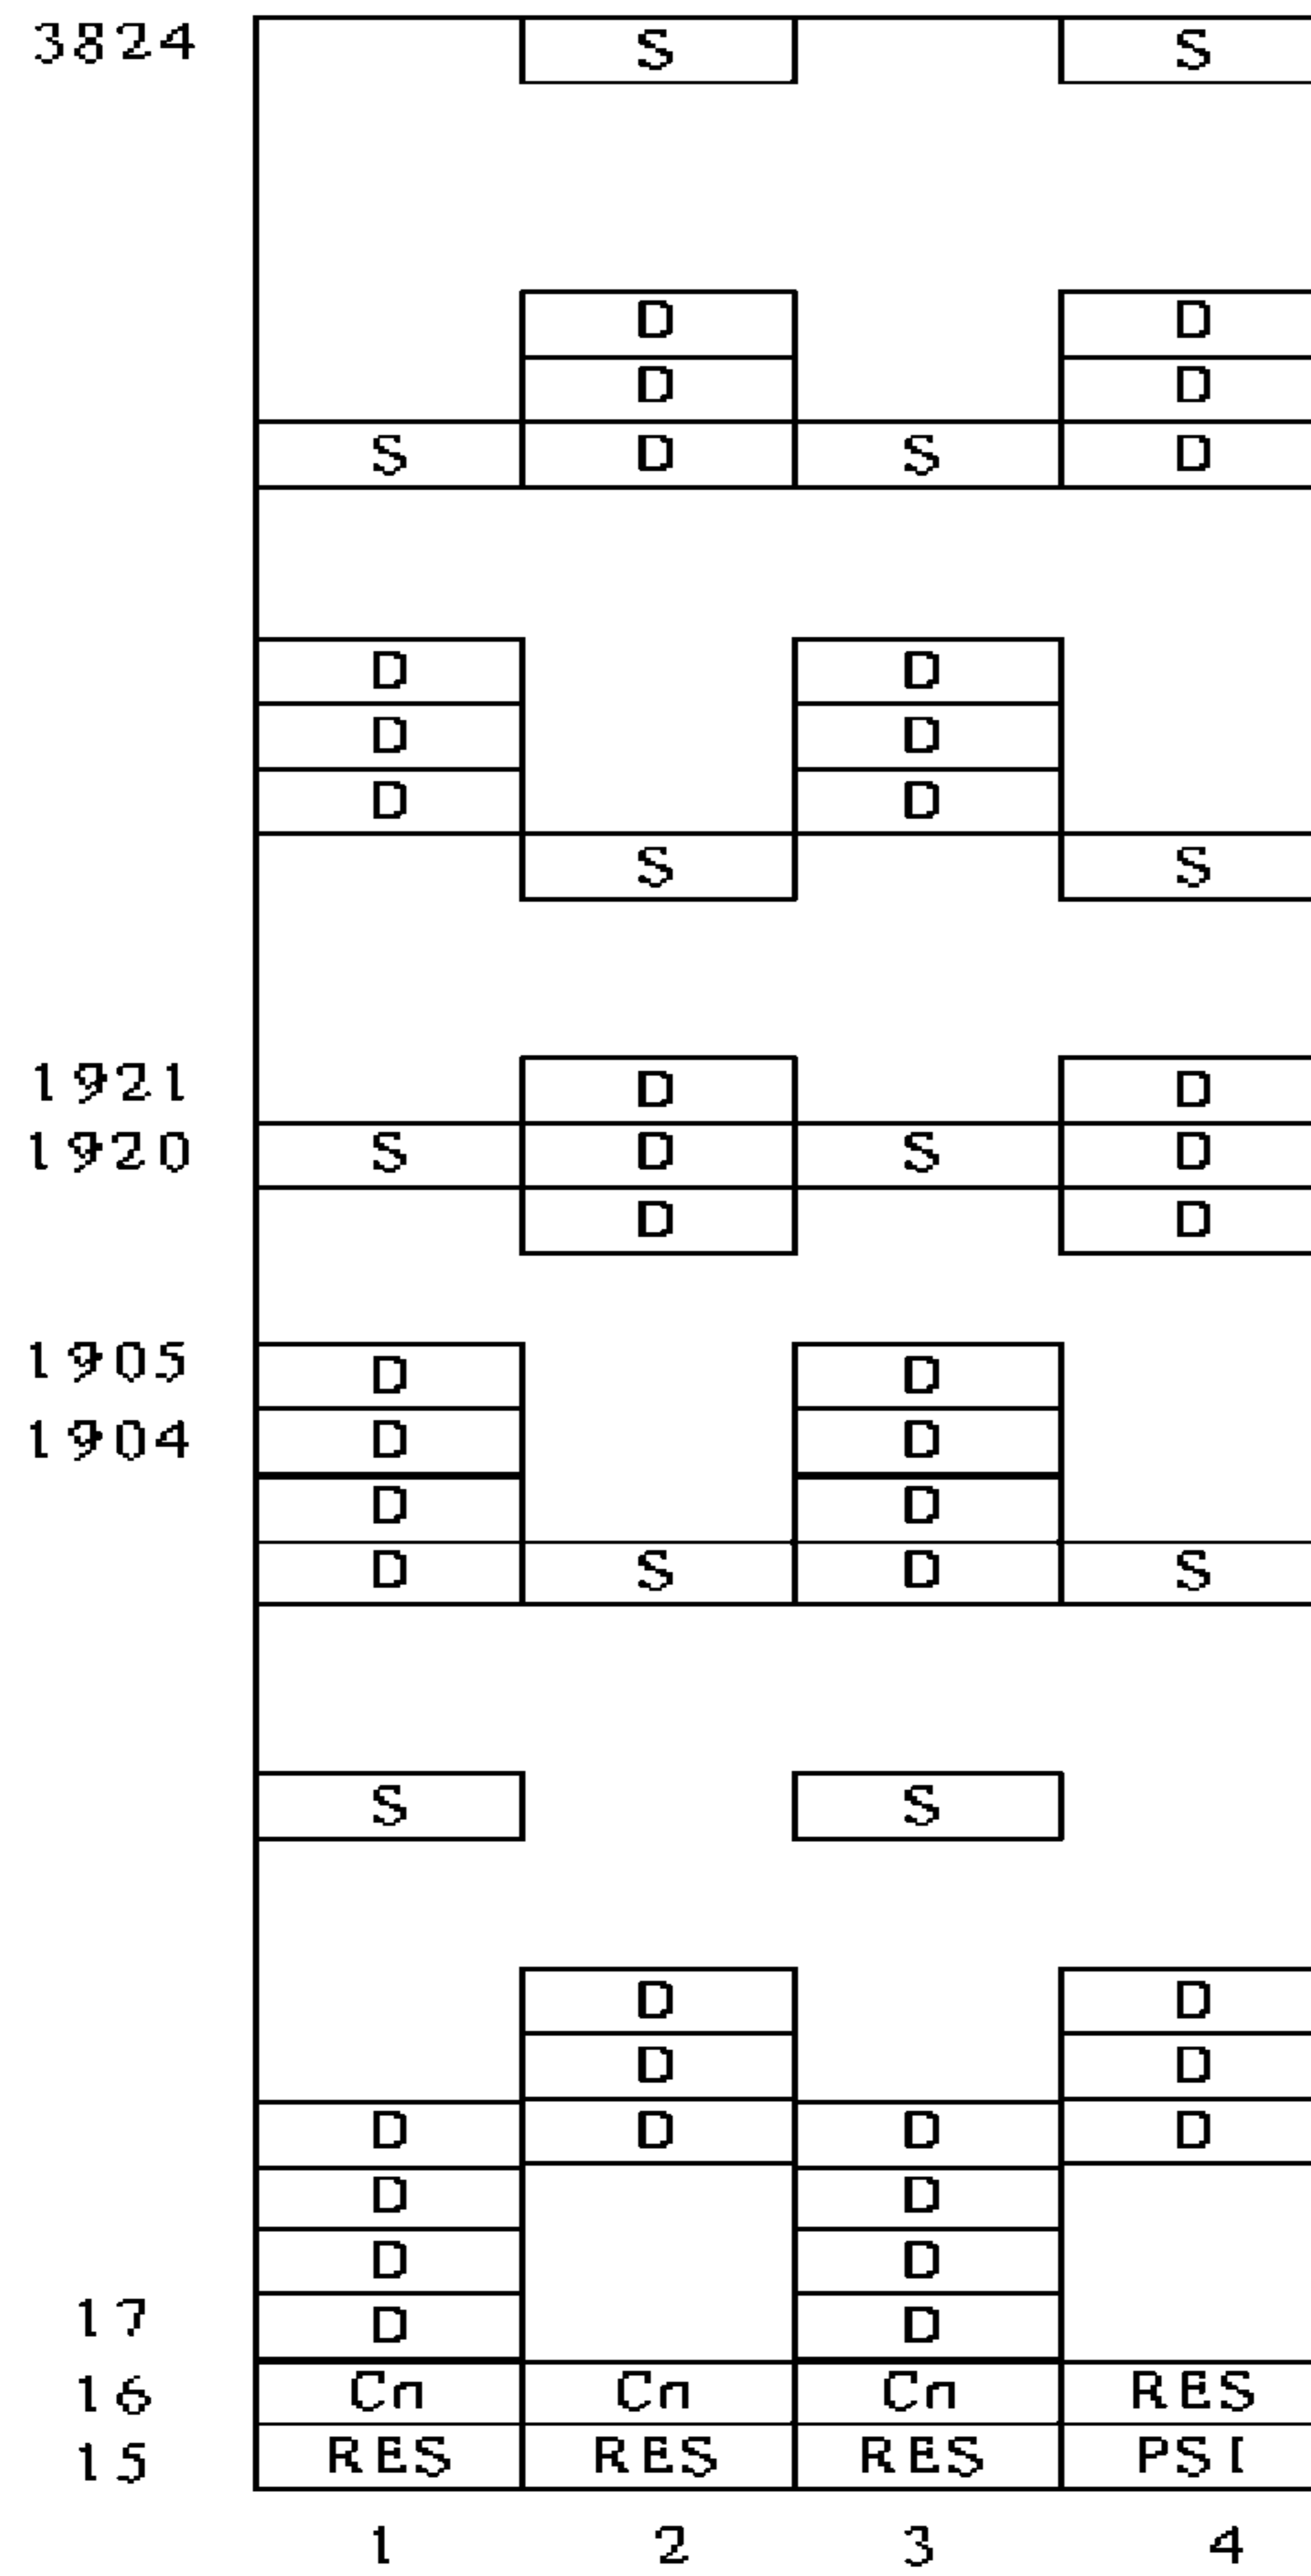 3824 S S
D D
D D
S D S D
D D
D D
D D
S S
1921 D D
1920 S D S D
D D
1905 D D
1904 D D
D D
D S D S
S S
D D
D D
D D D D
D D
D D
17 D D
16 Cn Cn Cn RES
15 RES RES RES PSI
1 2 3 4